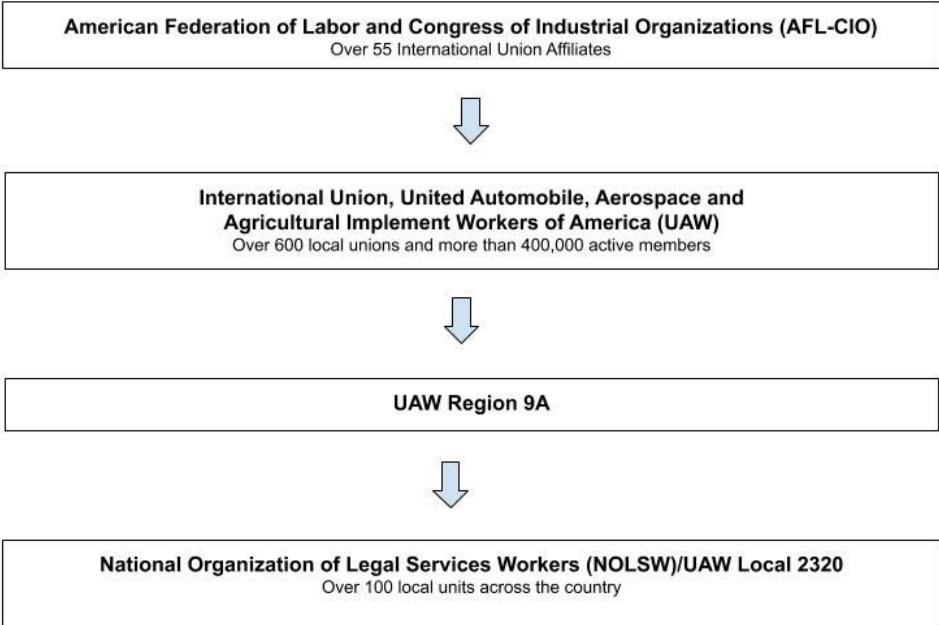 American Federation of Labor and Congress of Industrial Organizations (AFL-CIO)
Over 55 International Union Affiliates
International Union, United Automobile, Aerospace and
Agricultural Implement Workers of America (UAW)
Over 600 local unions and more than 400,000 active members
UAW Region 9A
National Organization of Legal Services Workers (NOLSW)/UAW Local 2320
Over 100 local units across the country